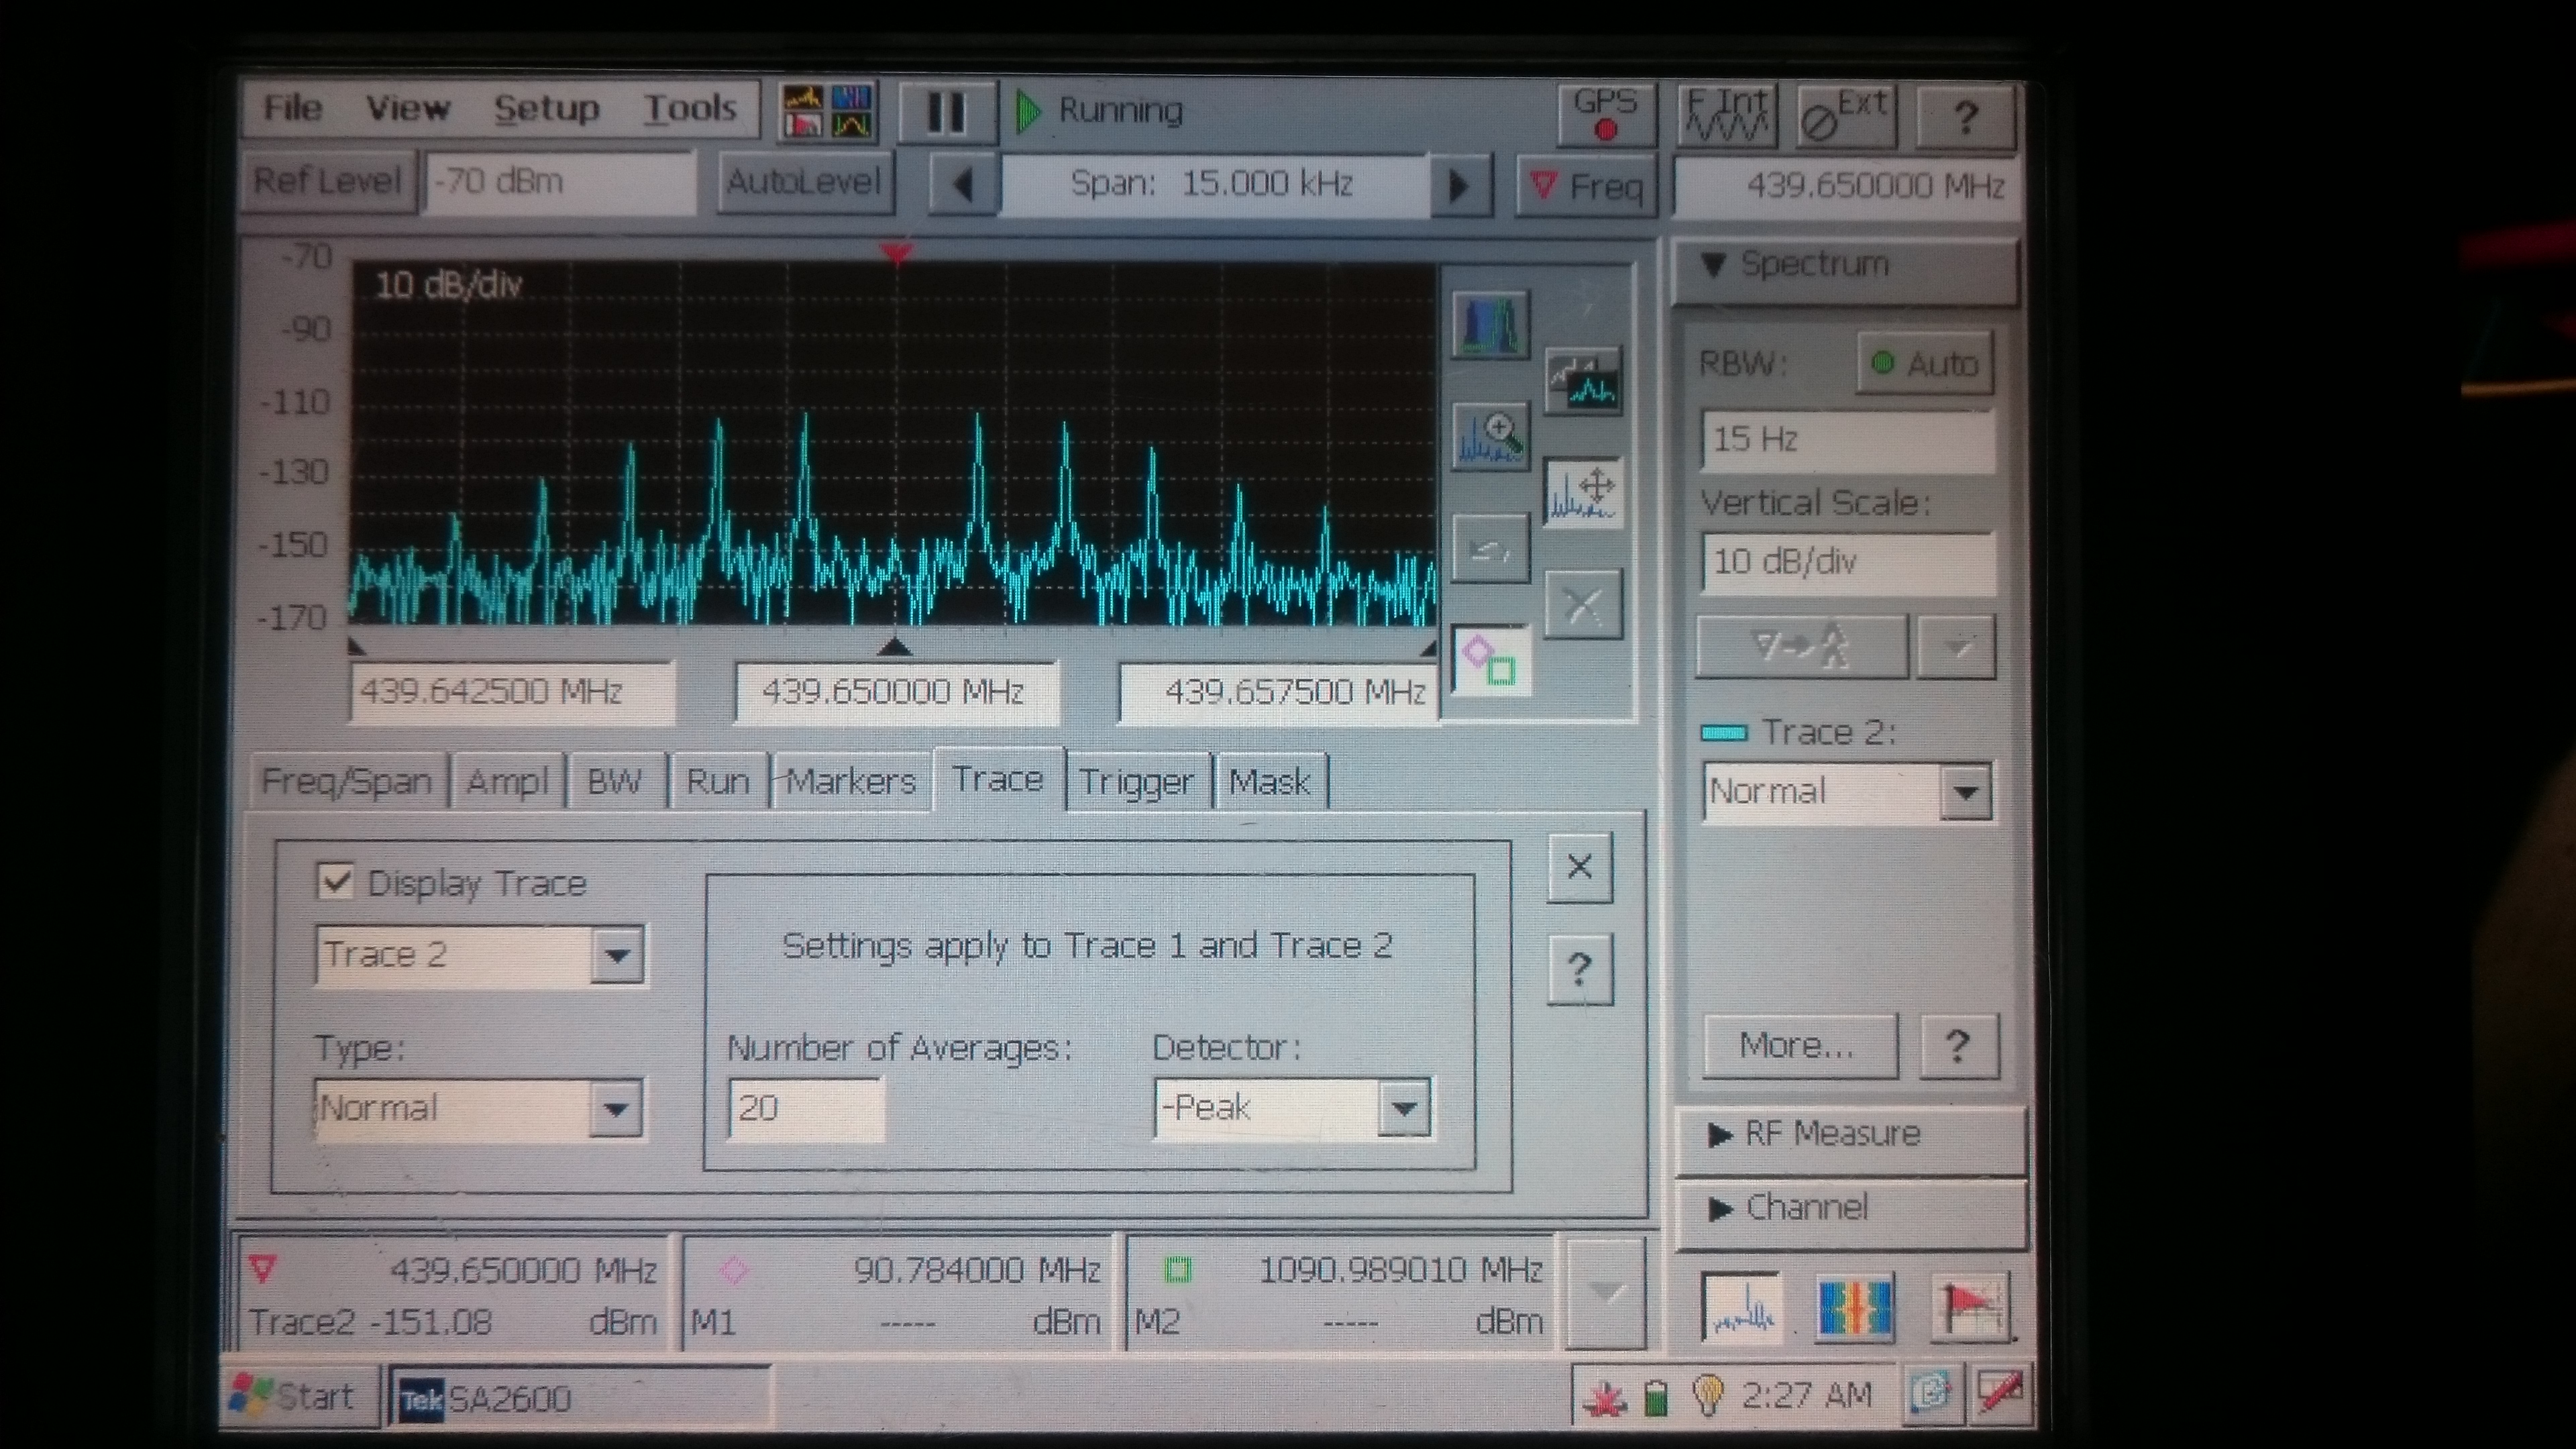 File View Setup Tools
Running
GPS
F Int
Ext
?
Ref Level
-70 dBm
AutoLevel
Span: 15.000 kHz
Freq
439.650000 MHz
10 dB/div
-70
-90
-110
-130
-150
-170
439.642500 MHz
439.650000 MHz
439.657500 MHz
Spectrum
RBW:
Auto
15 Hz
Vertical Scale:
10 dB/div
Trace 2:
Normal
More...
?
RF Measure
Channel
Freq/Span
Ampl
BW
Run
Markers
Trace
Trigger
Mask
Display Trace
Trace 2
Type:
Normal
Settings apply to Trace 1 and Trace 2
Number of Averages:
20
Detector:
-Peak
?
439.650000 MHz
Trace2 -151.08 dBm
90.784000 MHz
M1 ----- dBm
1090.989010 MHz
M2 ----- dBm
Start
Tek SA2600
2:27 AM